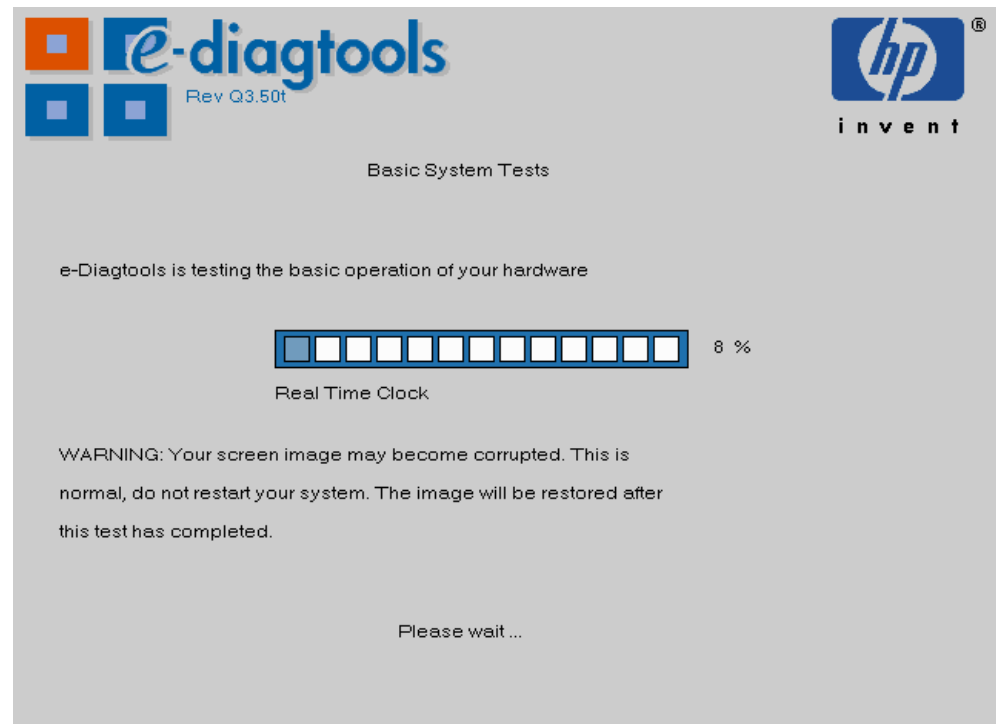 e-diagtools
Rev Q3.50t
hp
®
invent
Basic System Tests
e-Diagtools is testing the basic operation of your hardware
8 %
Real Time Clock
WARNING: Your screen image may become corrupted. This is
normal, do not restart your system. The image will be restored after
this test has completed.
Please wait ...